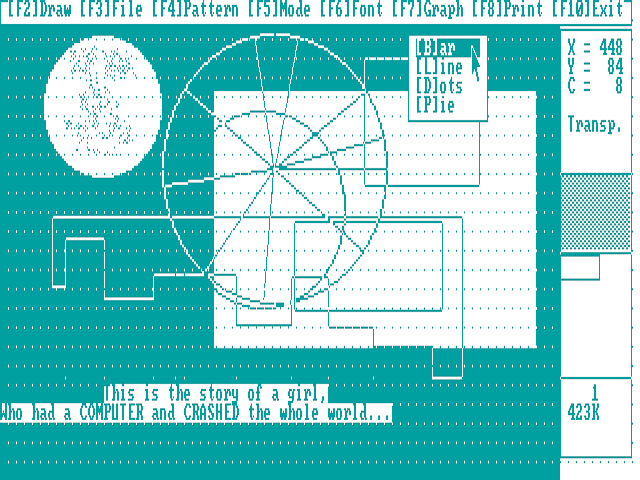 [F2]Draw [F3]File [F4]Pattern [F5]Mode [F6]Font [F7]Graph [F8]Print [F10]Exit
[B]ar
[L]ine
[D]ots
[P]ie
X = 448
Y = 84
C = 8
Transp.
This is the story of a girl,
Who had a COMPUTER and CRASHED the whole world...
1
423K